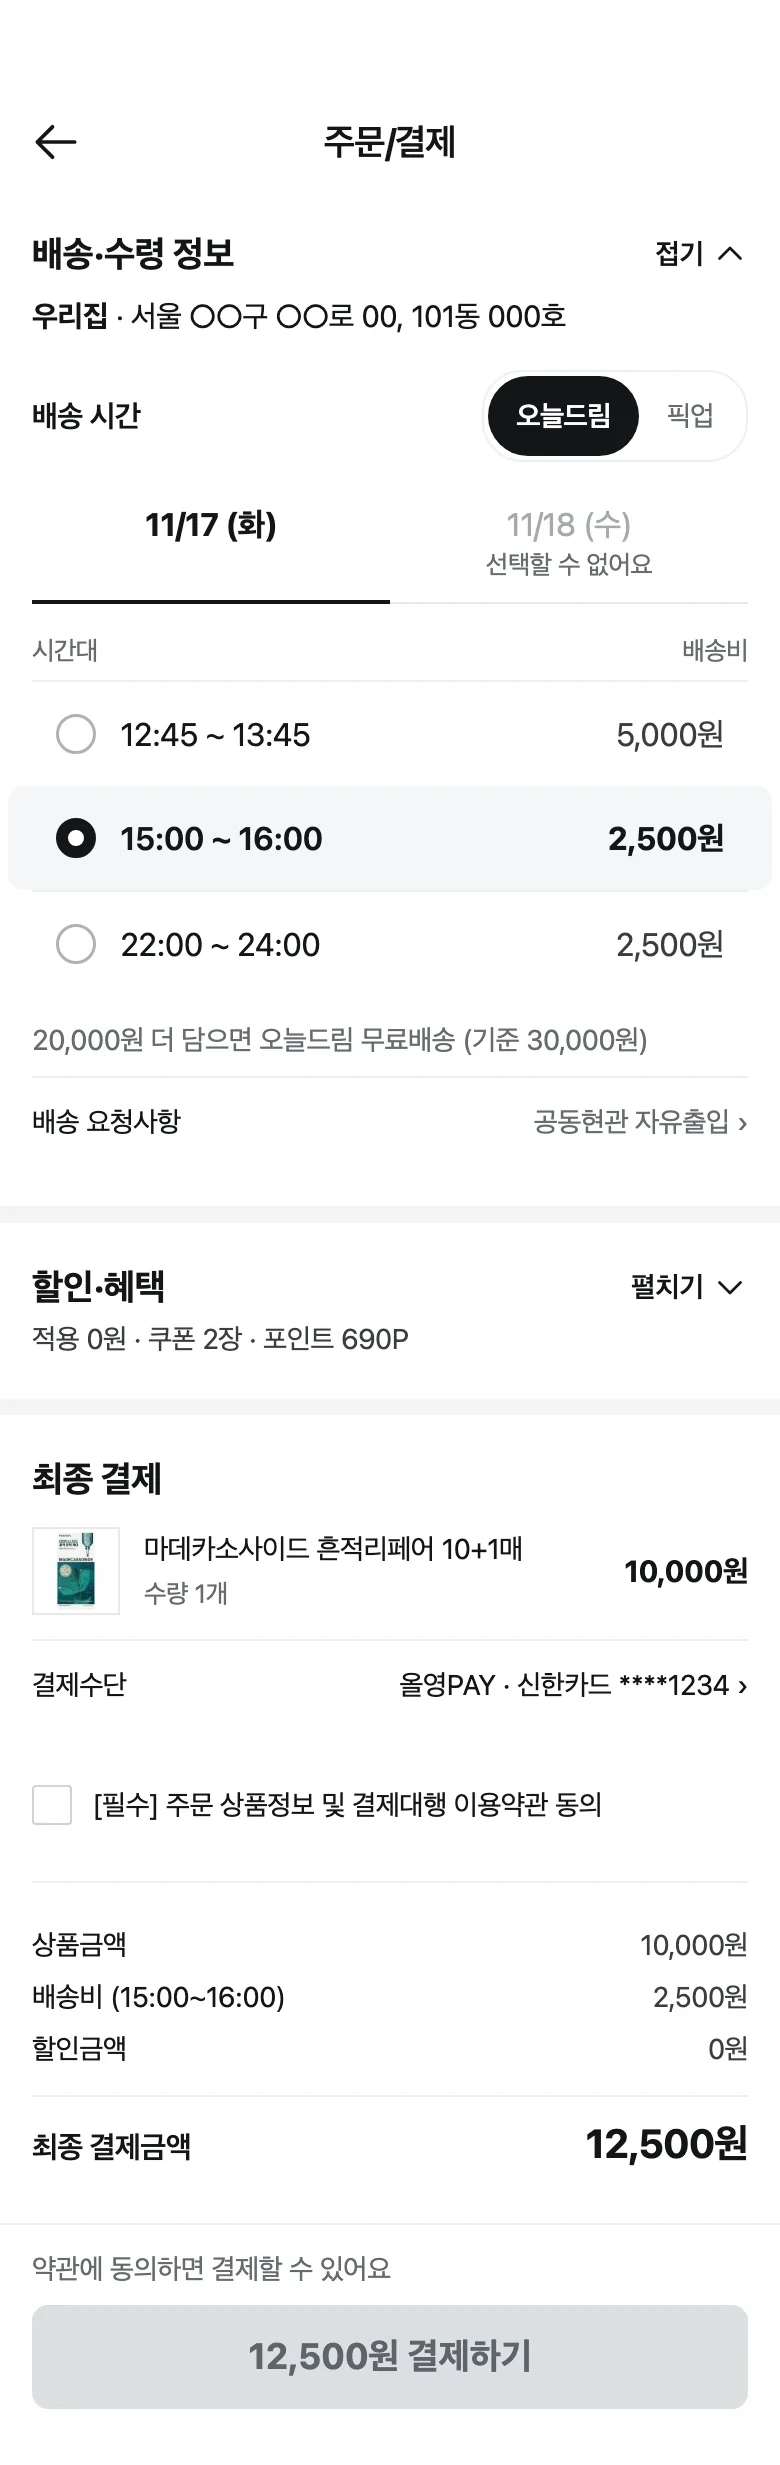 주문/결제
배송·수령 정보 접기
우리집 · 서울 〇〇구 〇〇로 00, 101동 000호
배송 시간 오늘드림 픽업
11/17 (화) 11/18 (수)
선택할 수 없어요
시간대 배송비
12:45 ~ 13:45 5,000원
15:00 ~ 16:00 2,500원
22:00 ~ 24:00 2,500원
20,000원 더 담으면 오늘드림 무료배송 (기준 30,000원)
배송 요청사항 공동현관 자유출입 ›
할인·혜택 펼치기
적용 0원 · 쿠폰 2장 · 포인트 690P
최종 결제
마데카소사이드 흔적리페어 10+1매
10,000원
수량 1개
결제수단 올영PAY · 신한카드 ****1234 ›
[필수] 주문 상품정보 및 결제대행 이용약관 동의
상품금액 10,000원
배송비 (15:00~16:00) 2,500원
할인금액 0원
최종 결제금액 12,500원
약관에 동의하면 결제할 수 있어요
12,500원 결제하기